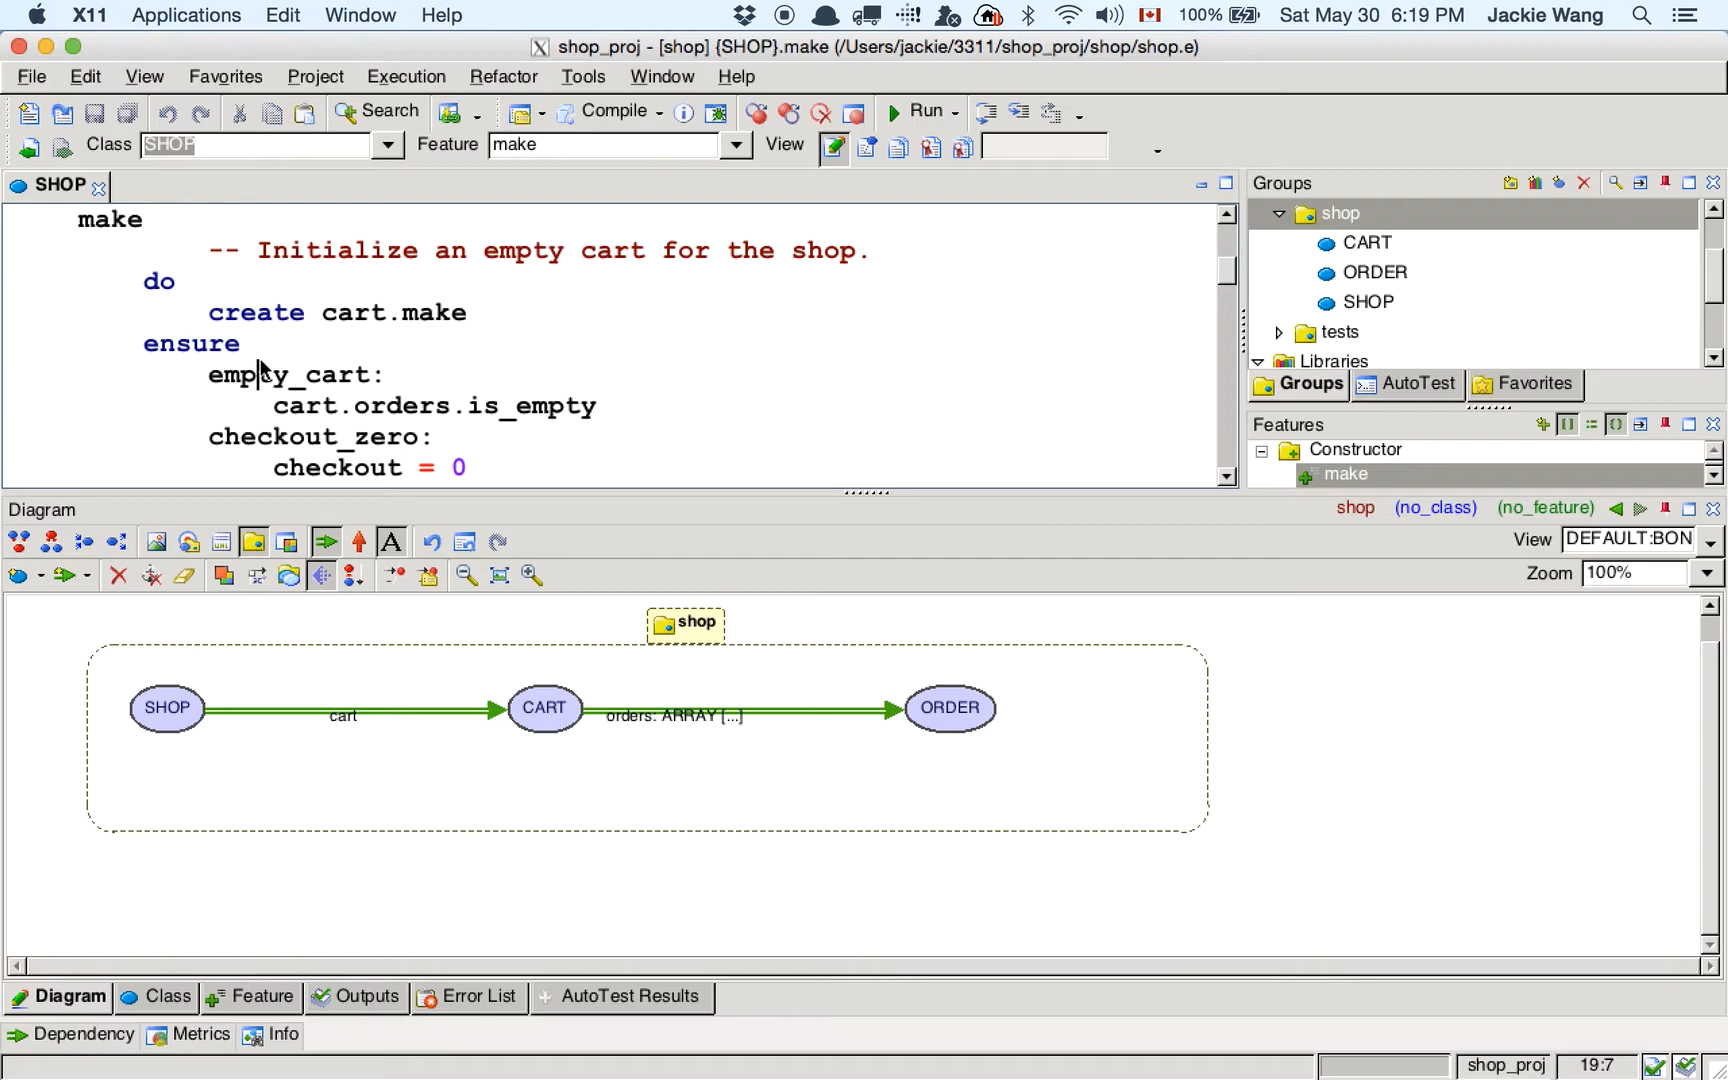 X11 Applications Edit Window Help 100% Sat May 30 6:19 PM Jackie Wang
shop_proj - [shop] {SHOP}.make (/Users/jackie/3311/shop_proj/shop/shop.e)
File Edit View Favorites Project Execution Refactor Tools Window Help
Search Compile Run
Class SHOP Feature make View
SHOP
make
-- Initialize an empty cart for the shop.
do
create cart.make
ensure
empty_cart:
cart.orders.is_empty
checkout_zero:
checkout = 0
Groups
shop
CART
ORDER
SHOP
tests
Libraries
Groups AutoTest Favorites
Features
Constructor
make
Diagram shop (no_class) (no_feature)
View DEFAULT:BON
Zoom 100%
shop
SHOP cart CART orders: ARRAY [...] ORDER
Diagram Class Feature Outputs Error List AutoTest Results
Dependency Metrics Info
shop_proj 19:7